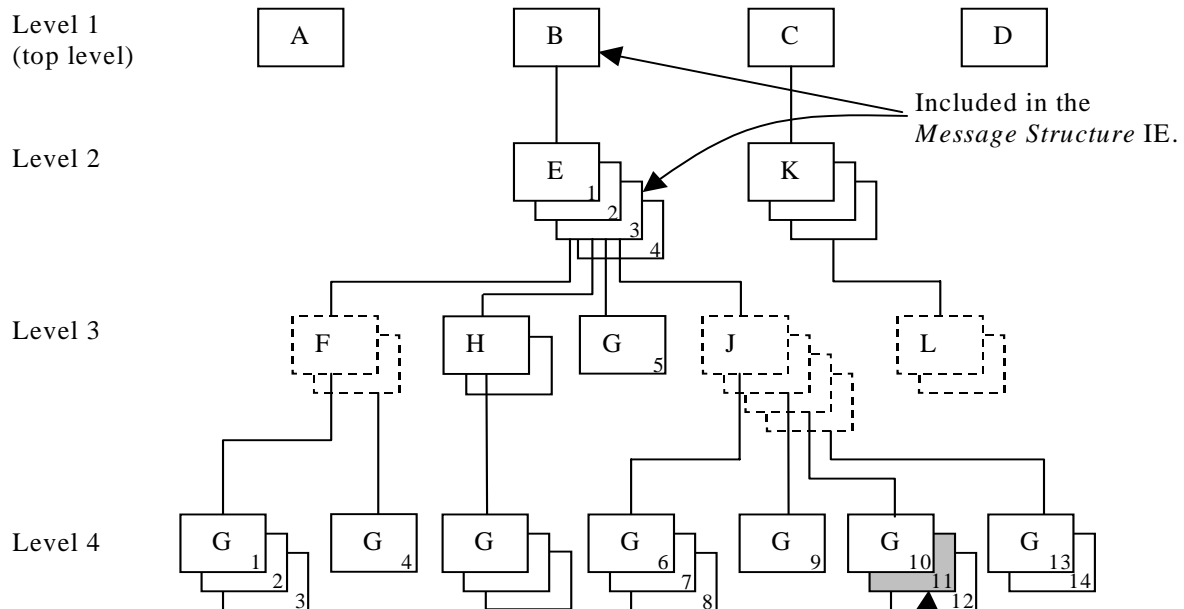 Level 1
(top level)
A
B
C
D
Included in the
Message Structure IE.
Level 2
E
1
2
3
4
K
Level 3
F
H
G
5
J
L
Level 4
G
1
2
3
G
4
G
G
6
7
8
G
9
G
10
11
12
G
13
14